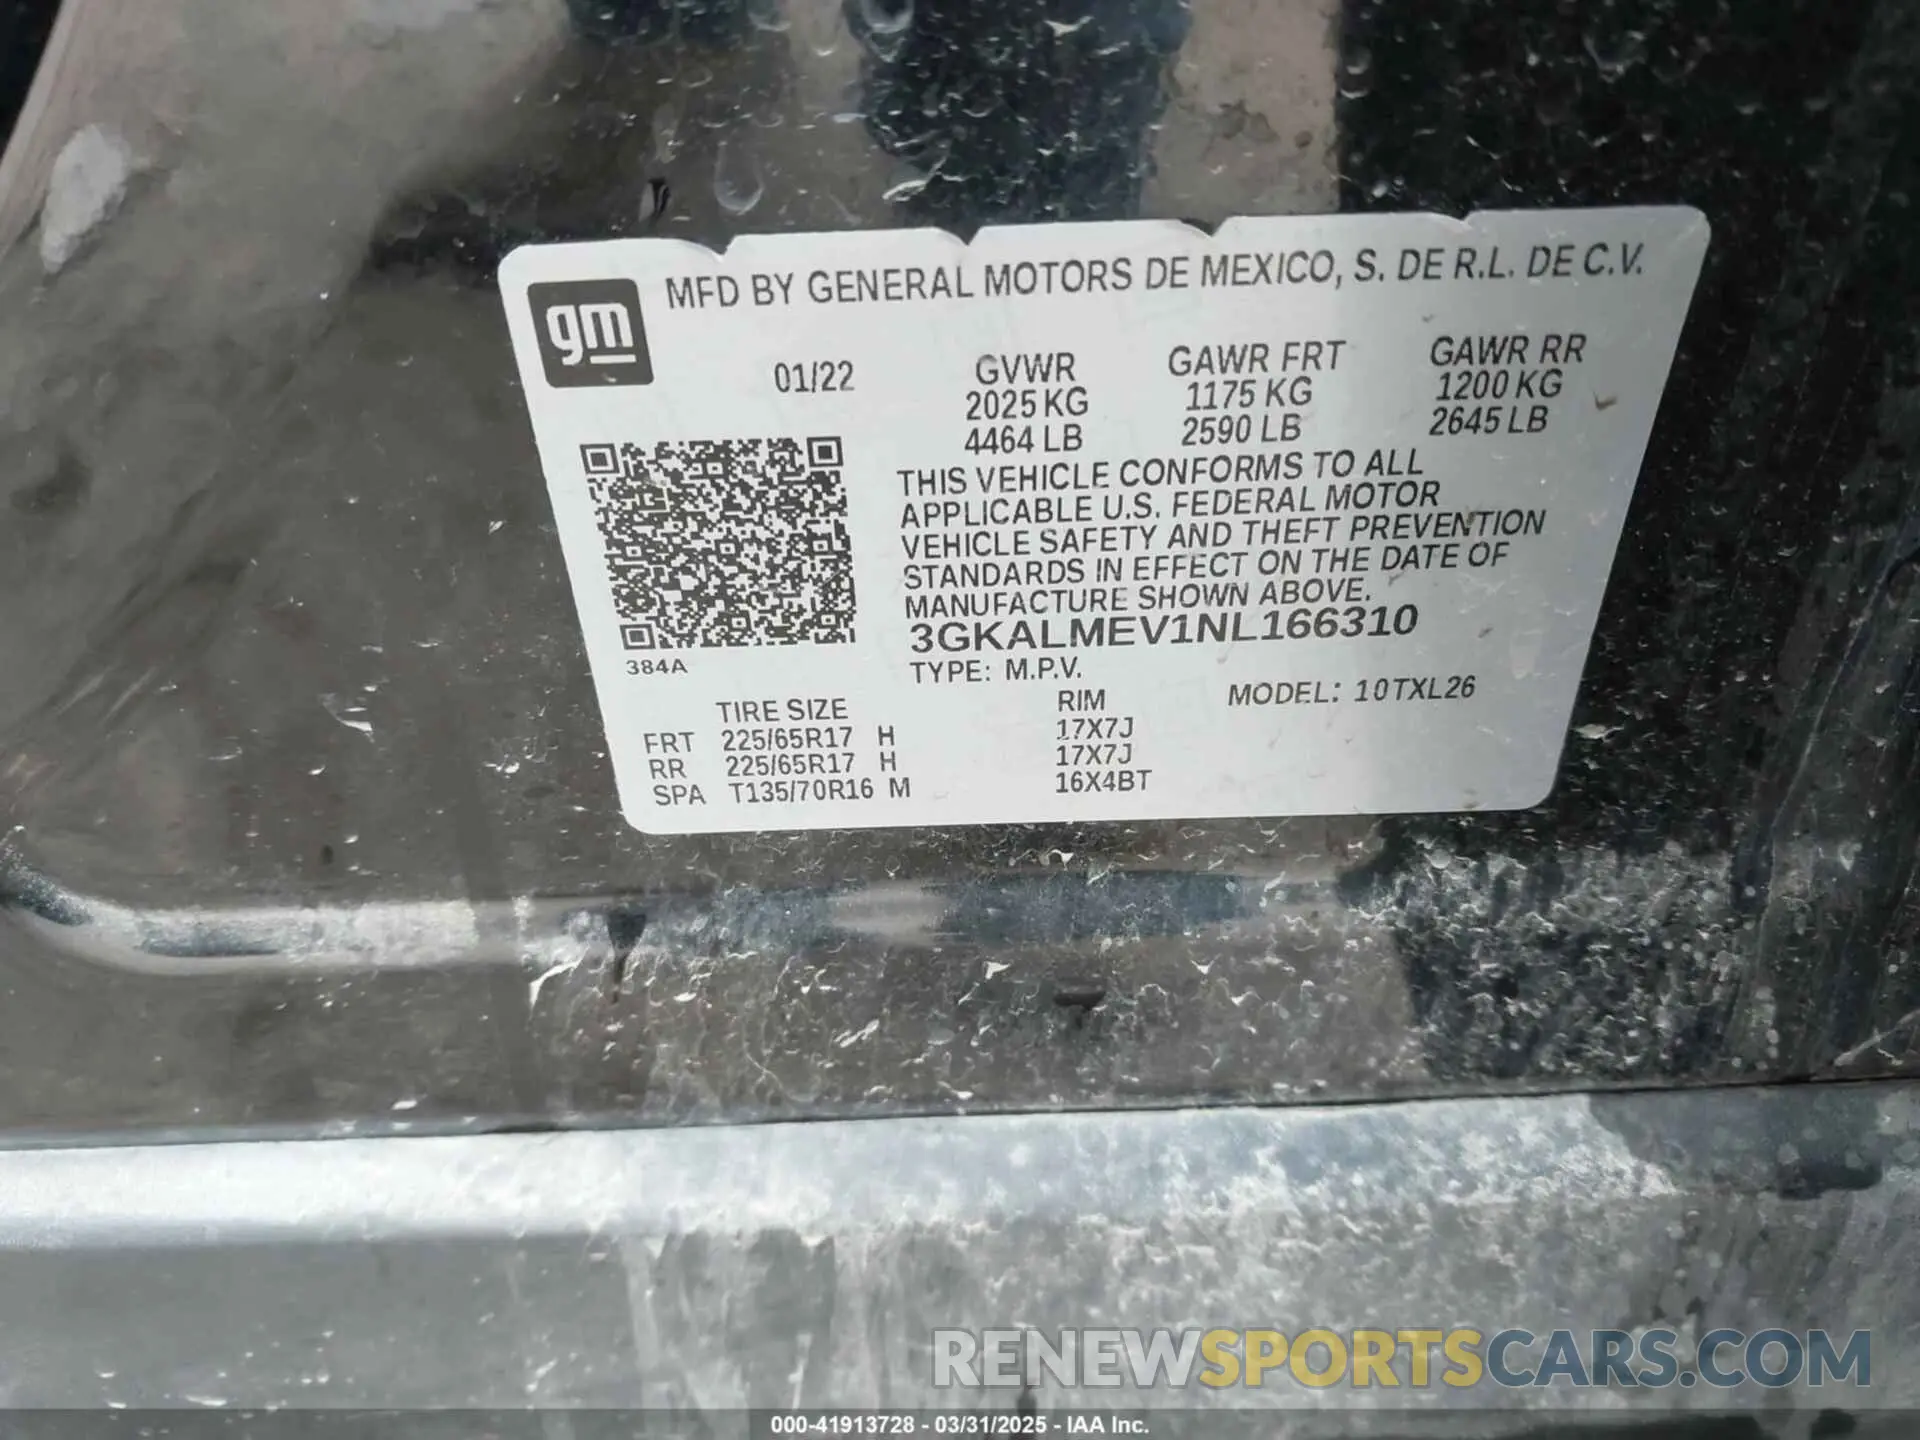 gm
MFD BY GENERAL MOTORS DE MEXICO, S. DE R.L. DE C.V.
01/22 GVWR GAWR FRT GAWR RR
2025 KG 1175 KG 1200 KG
4464 LB 2590 LB 2645 LB
THIS VEHICLE CONFORMS TO ALL
APPLICABLE U.S. FEDERAL MOTOR
VEHICLE SAFETY AND THEFT PREVENTION
STANDARDS IN EFFECT ON THE DATE OF
MANUFACTURE SHOWN ABOVE.
3GKALMEV1NL166310
384A
TYPE: M.P.V.
TIRE SIZE RIM MODEL: 10TXL26
FRT 225/65R17 H 17X7J
RR 225/65R17 H 17X7J
SPA T135/70R16 M 16X4BT
RENEWSPORTSCARS.COM
000-41913728 - 03/31/2025 - IAA Inc.